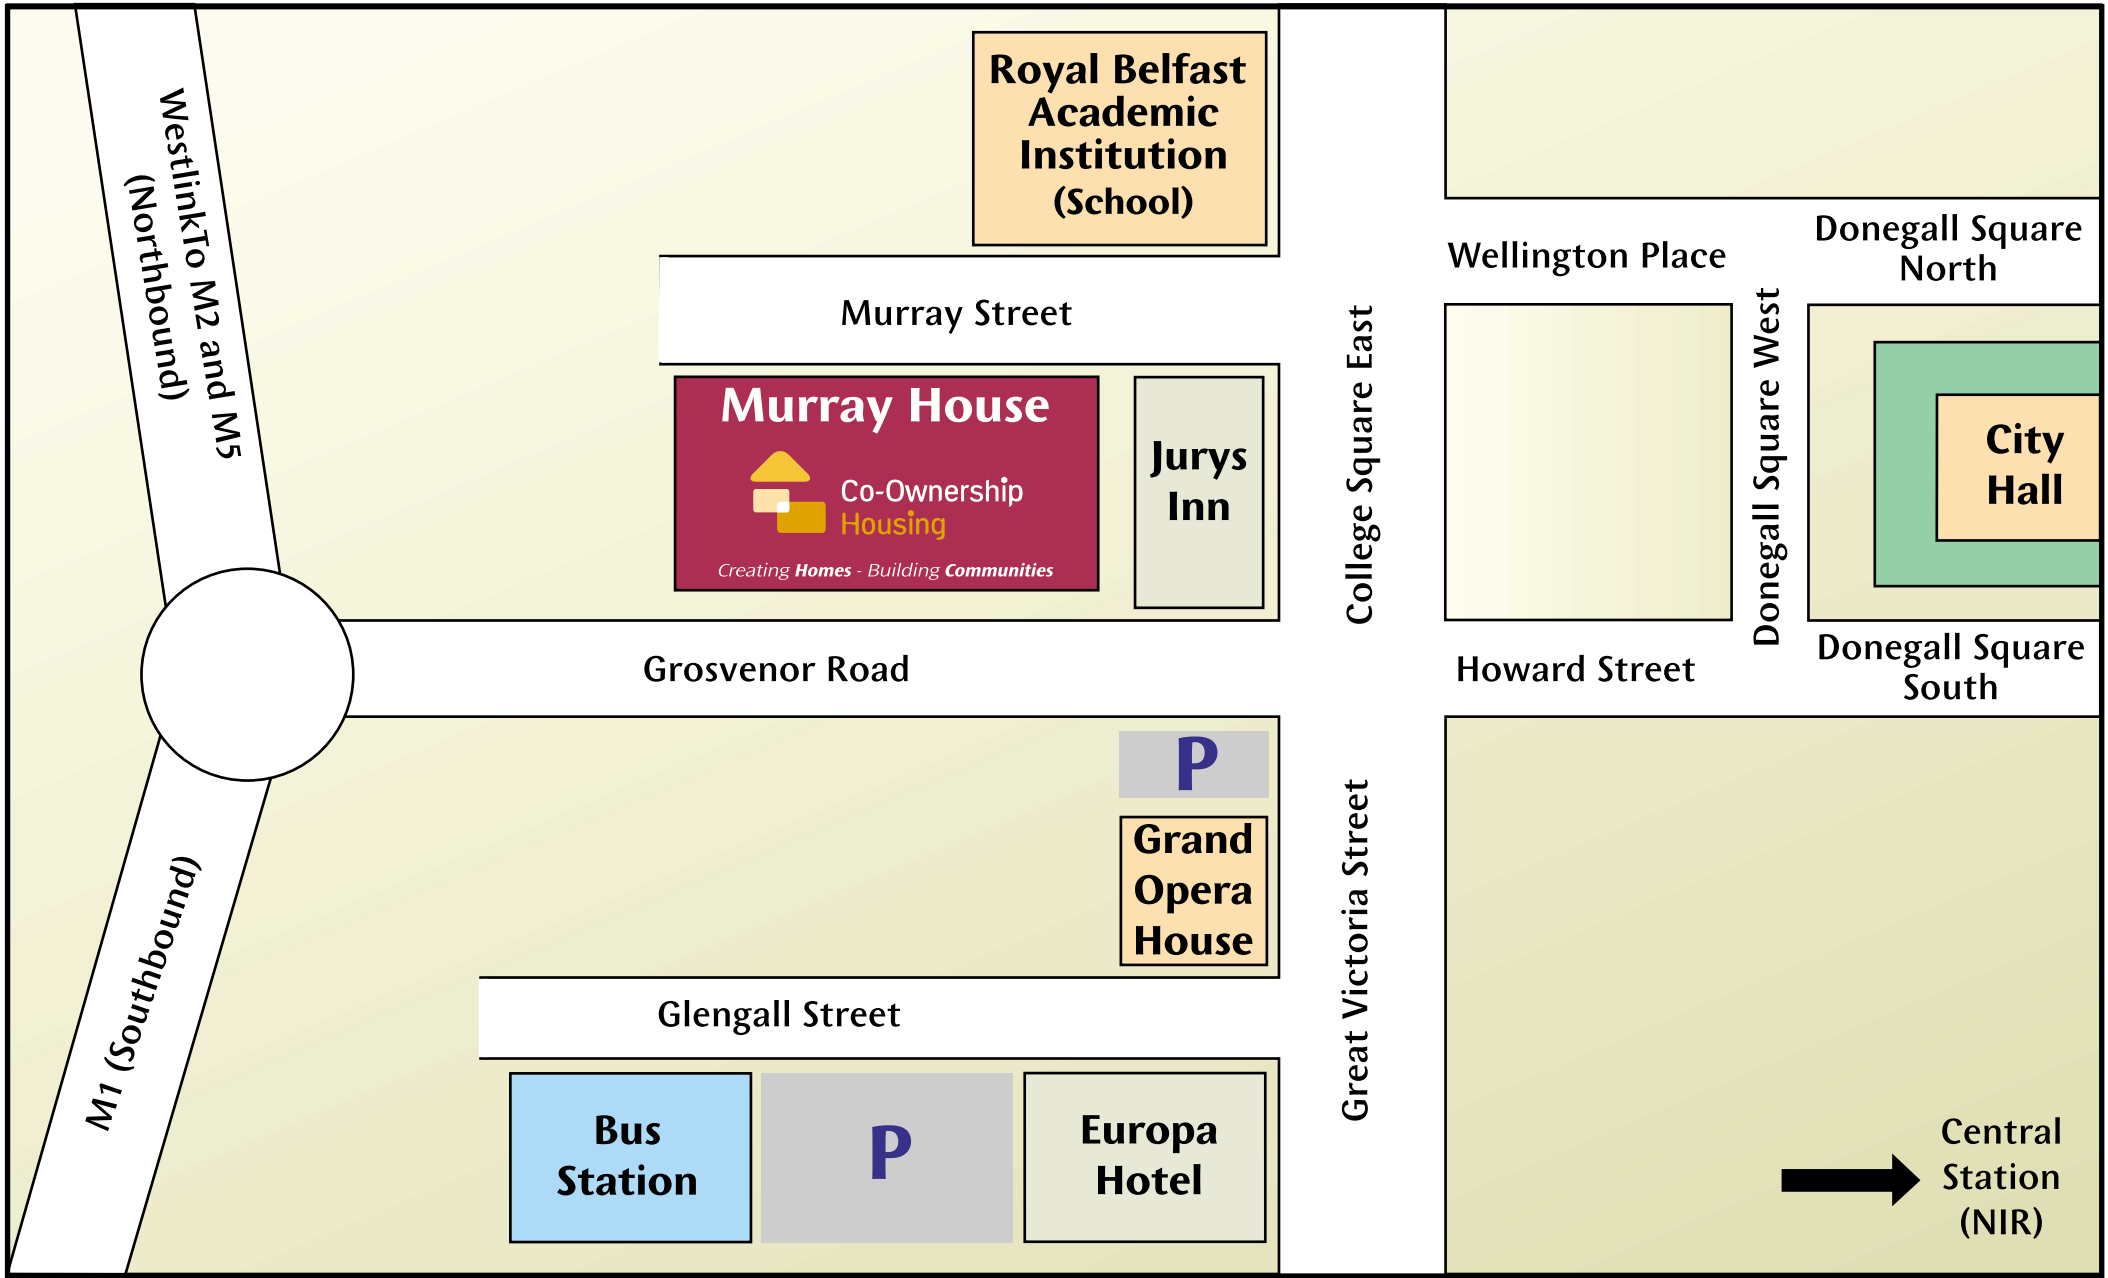 Royal Belfast
Academic
Institution
(School)
WestlinkTo M2 and M5
(Northbound)
Murray Street
Wellington Place
Donegall Square
North
Murray House
Co-Ownership
Housing
Creating Homes - Building Communities
Jurys
Inn
College Square East
Donegall Square West
City
Hall
Grosvenor Road
Howard Street
Donegall Square
South
P
Grand
Opera
House
Great Victoria Street
M1 (Southbound)
Glengall Street
Bus
Station
P
Europa
Hotel
Central
Station
(NIR)